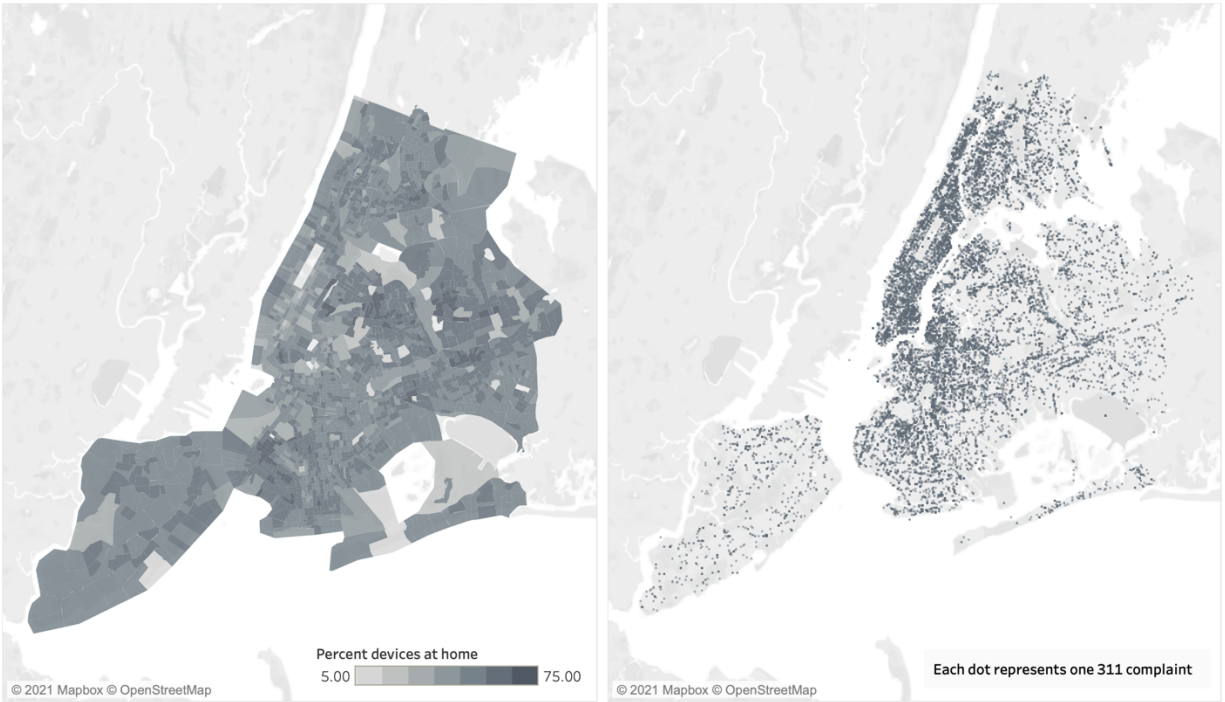 Percent devices at home
5.00 75.00
© 2021 Mapbox © OpenStreetMap
Each dot represents one 311 complaint
© 2021 Mapbox © OpenStreetMap